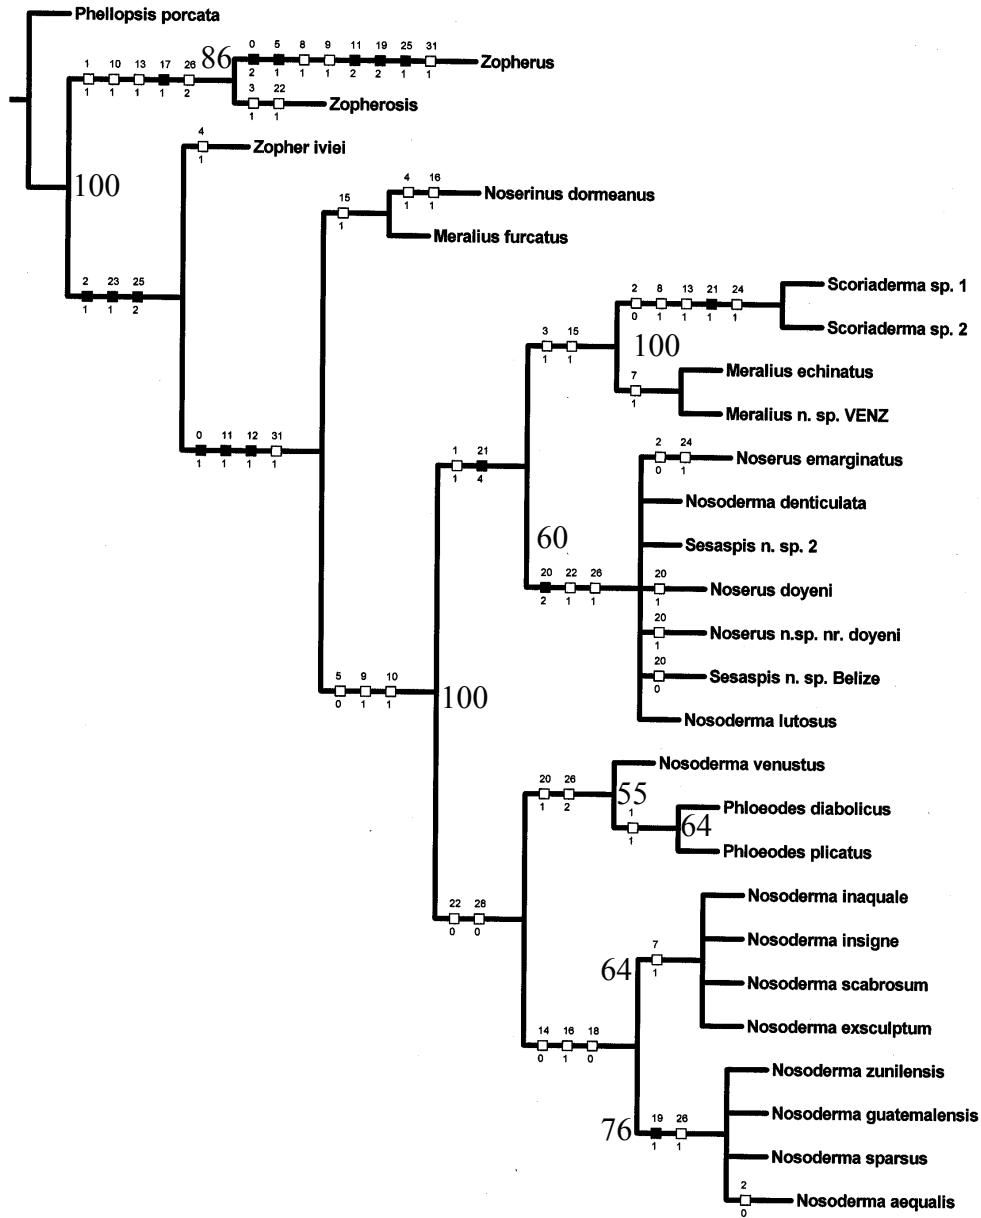 Phellopsis porcata
86
0 5 8 9 11 19 25 31
Zopherus
2 1 1 1 2 2 1 1
1 10 13 17 26
1 1 1 1 2
3 22
Zopherosis
1 1
4
Zopher iviei
1
100
4 16
Noserinus dormeanus
1 1
15
1
Meralius furcatus
2 23 25
1 1 2
2 8 13 21 24
0 1 1 1 1
Scoriaderma sp. 1
Scoriaderma sp. 2
3 15
1 1
100
7
1
Meralius echinatus
Meralius n. sp. VENZ
0 11 12 31
1 1 1 1
1 21
1 4
2 24
Noserus emarginatus
0 1
Nosoderma denticulata
60
Sesaspis n. sp. 2
20 22 26
2 1 1
20
Noserus doyeni
1
20
Noserus n.sp. nr. doyeni
1
20
Sesaspis n. sp. Belize
0
Nosoderma lutosus
5 9 10
0 1 1
100
Nosoderma venustus
20 26
1 2
55
1
1
Phloeodes diabolicus
64
Phloeodes plicatus
22 28
0 0
Nosoderma inaquale
Nosoderma insigne
64
7
1
Nosoderma scabrosum
Nosoderma exsculptum
14 16 18
0 1 0
Nosoderma zunilensis
Nosoderma guatemalensis
76
19 26
1 1
Nosoderma sparsus
2
Nosoderma aequalis
0